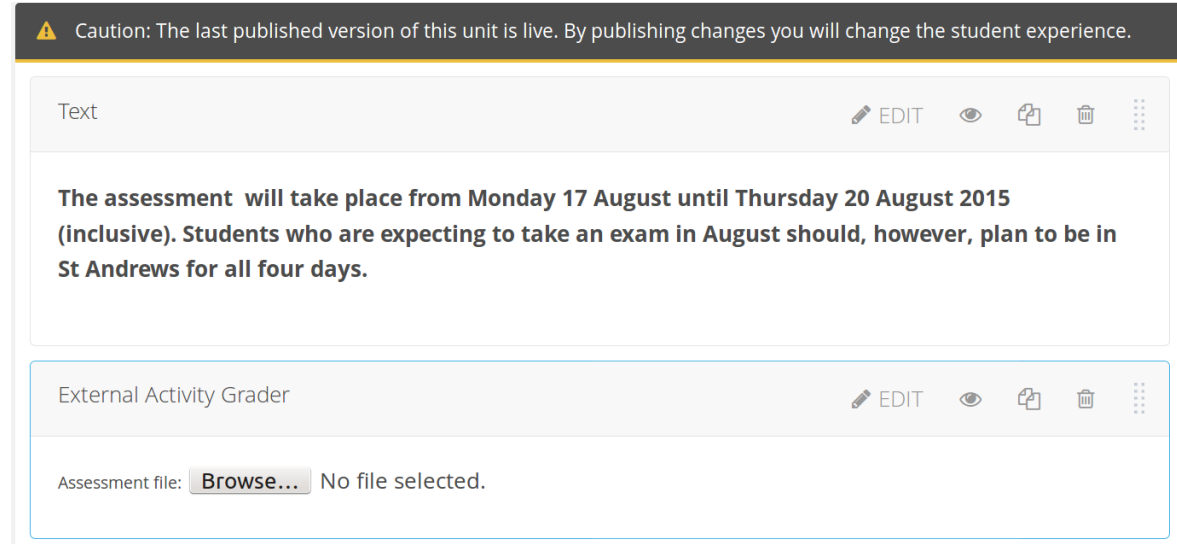 Caution: The last published version of this unit is live. By publishing changes you will change the student experience.
Text
EDIT
The assessment  will take place from Monday 17 August until Thursday 20 August 2015
(inclusive). Students who are expecting to take an exam in August should, however, plan to be in
St Andrews for all four days.
External Activity Grader
EDIT
Assessment file: Browse... No file selected.